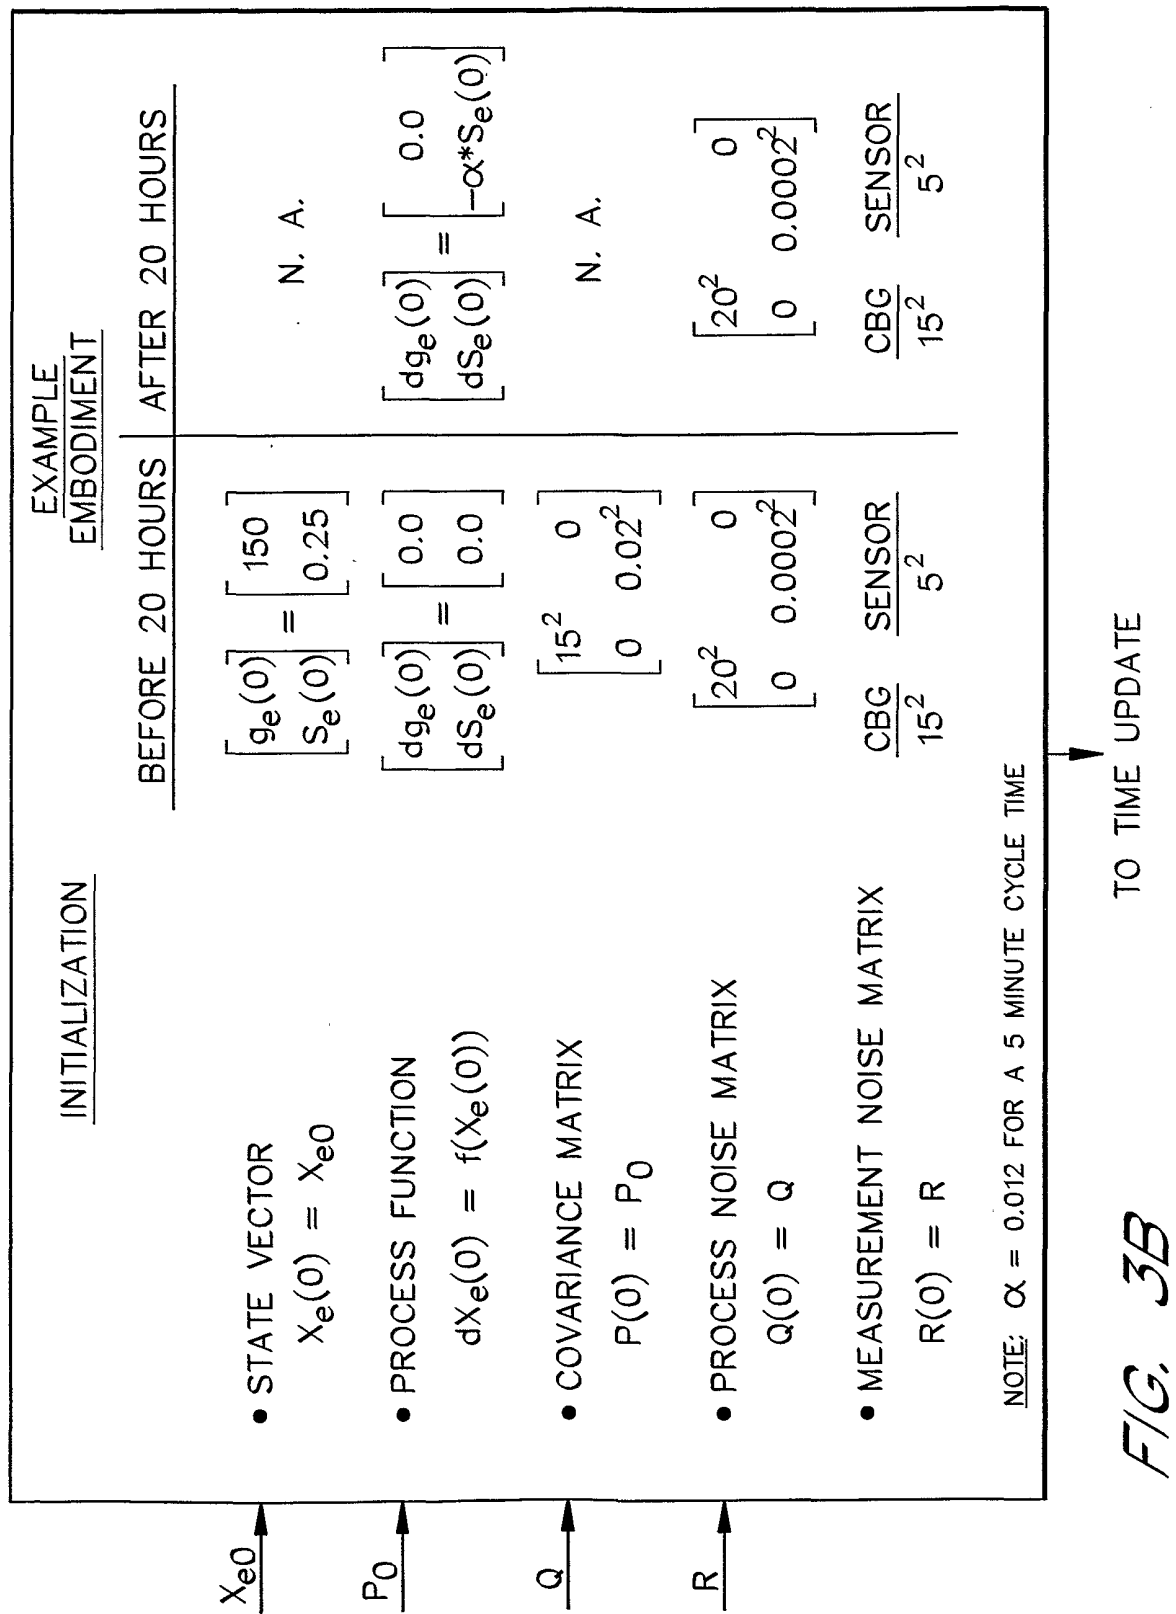 INITIALIZATION
EXAMPLE
EMBODIMENT
BEFORE 20 HOURS
AFTER 20 HOURS
X_e0
• STATE VECTOR
X_e(0) = X_e0
[g_e(0) S_e(0)] = [150 0.25]
N. A.
P_0
• PROCESS FUNCTION
dX_e(0) = f(X_e(0))
[dg_e(0) dS_e(0)] = [0.0 0.0]
[dg_e(0) dS_e(0)] = [0.0 -α*S_e(0)]
Q
• COVARIANCE MATRIX
P(0) = P_0
[15² 0
0 0.02²]
N. A.
R
• PROCESS NOISE MATRIX
Q(0) = Q
[20² 0
0 0.0002²]
[20² 0
0 0.0002²]
• MEASUREMENT NOISE MATRIX
R(0) = R
CBG SENSOR
15² 5²
CBG SENSOR
15² 5²
NOTE: α = 0.012 FOR A 5 MINUTE CYCLE TIME
TO TIME UPDATE
FIG. 3B